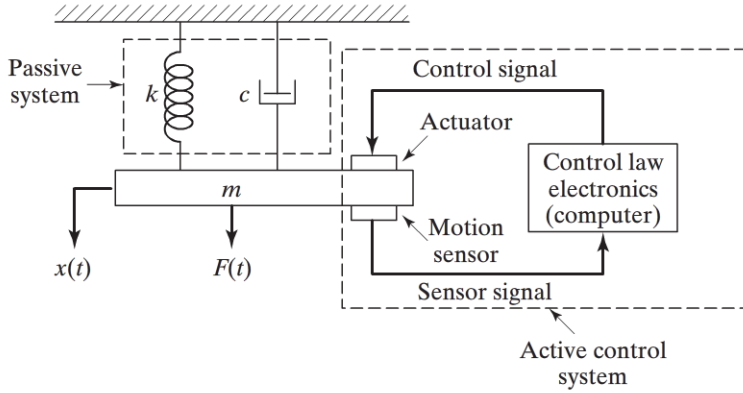 Passive
system
k
c
Control signal
Actuator
Control law
electronics
(computer)
m
Motion
sensor
x(t)
F(t)
Sensor signal
Active control
system